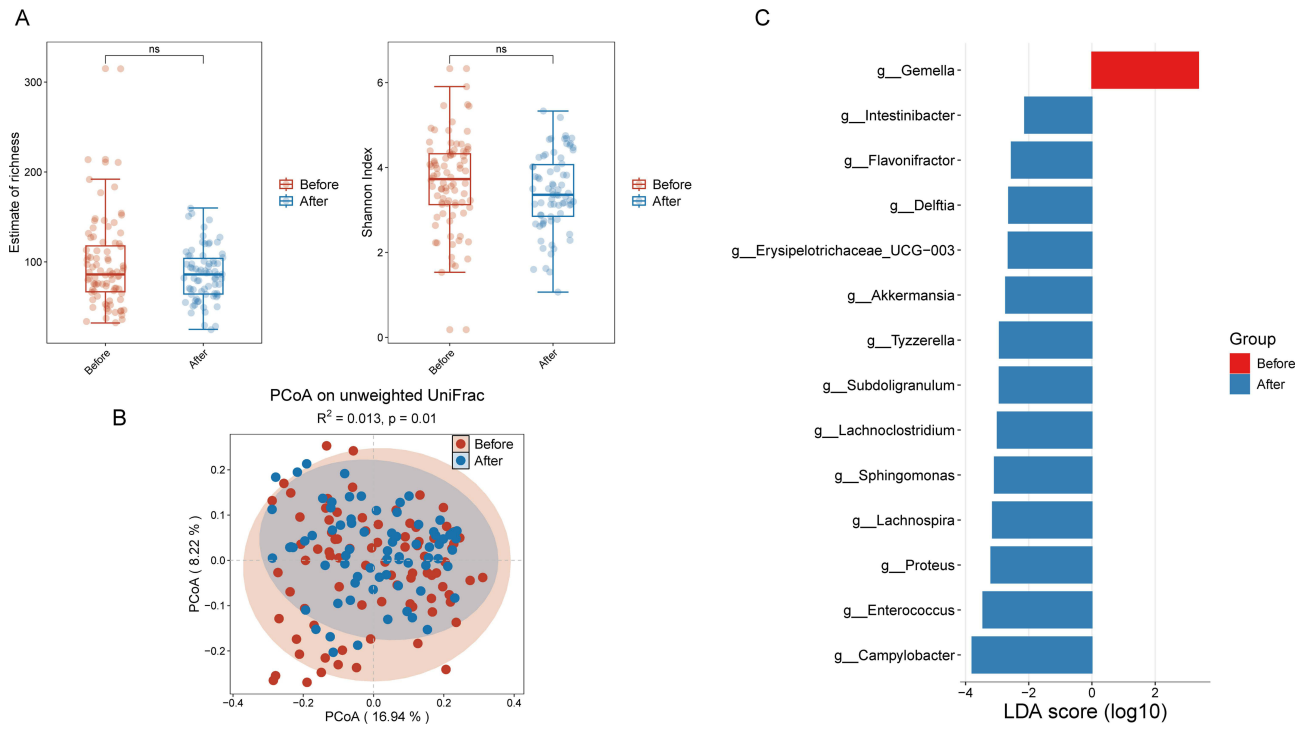 A
ns
Estimate of richness
300
200
100
Before
After
Before
After
ns
Shannon Index
6
4
2
0
Before
After
Before
After
B
PCoA on unweighted UniFrac
R² = 0.013, p = 0.01
Before
After
PCoA ( 8.22 % )
0.2
0.1
0.0
−0.1
−0.2
−0.4
−0.2
0.0
0.2
0.4
PCoA ( 16.94 % )
C
g__Gemella
g__Intestinibacter
g__Flavonifractor
g__Delftia
g__Erysipelotrichaceae_UCG−003
g__Akkermansia
g__Tyzzerella
g__Subdoligranulum
g__Lachnoclostridium
g__Sphingomonas
g__Lachnospira
g__Proteus
g__Enterococcus
g__Campylobacter
−4
−2
0
2
LDA score (log10)
Group
Before
After